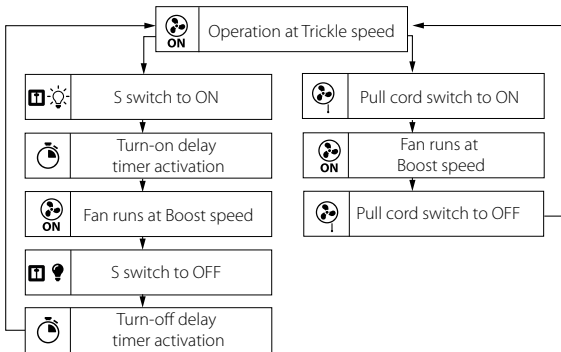 ON
Operation at Trickle speed
S switch to ON
Turn-on delay
timer activation
ON
Fan runs at Boost speed
S switch to OFF
Turn-off delay
timer activation
Pull cord switch to ON
ON
Fan runs at
Boost speed
Pull cord switch to OFF